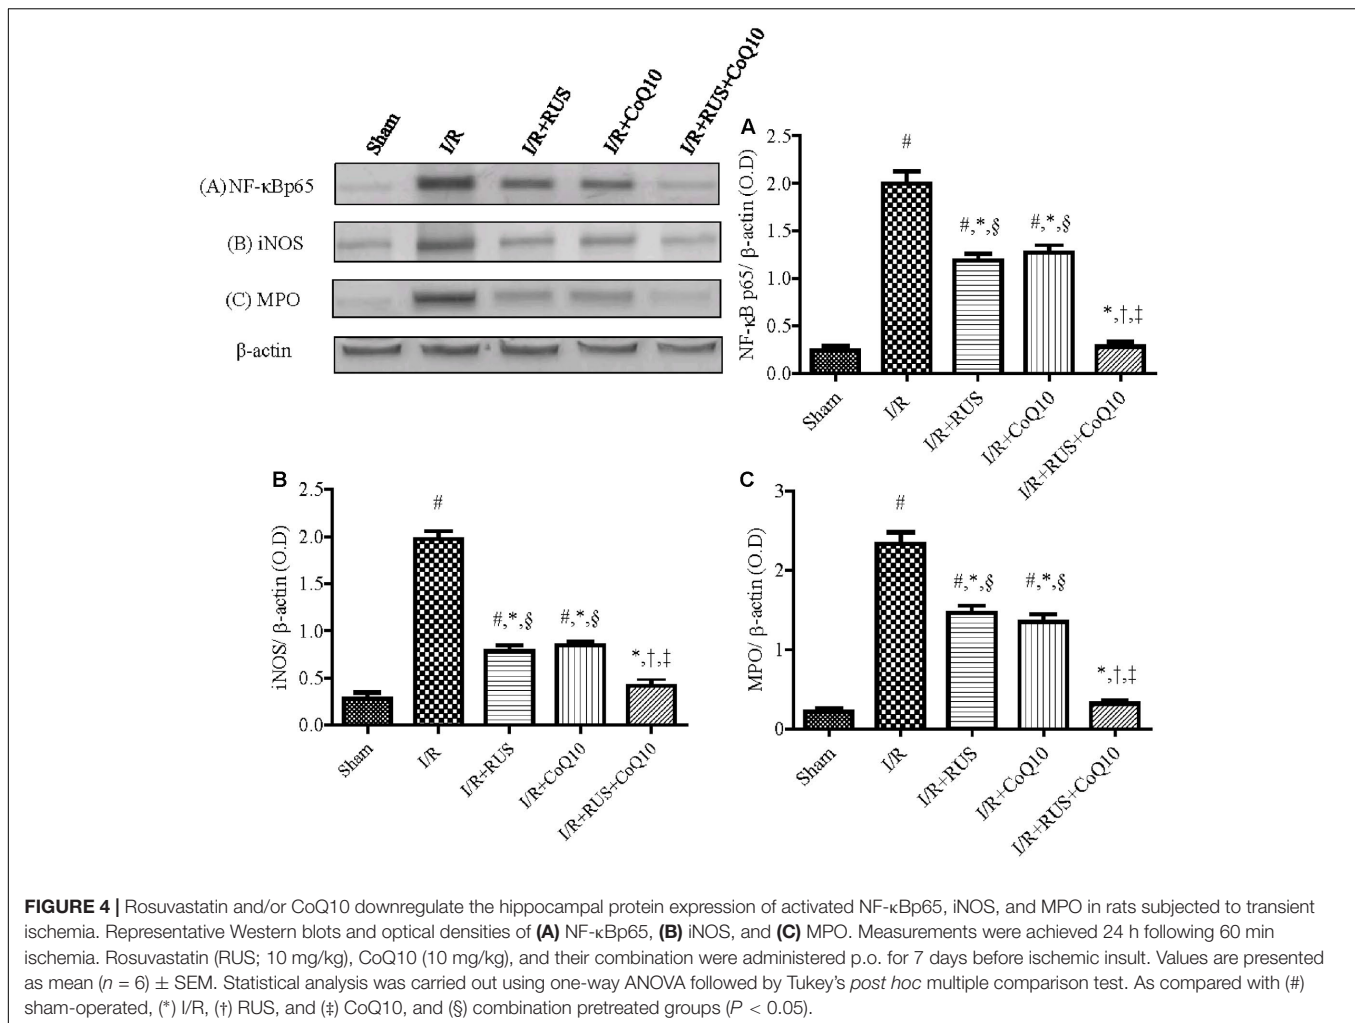 Sham
I/R
I/R+RUS
I/R+CoQ10
I/R+RUS+CoQ10
(A) NF-κBp65
(B) iNOS
(C) MPO
β-actin
A
NF-κB p65/ β-actin (O.D)
2.5
2.0
1.5
1.0
0.5
0.0
#
#,*,§
#,*,§
*,†,‡
Sham
I/R
I/R+RUS
I/R+CoQ10
I/R+RUS+CoQ10
B
iNOS/ β-actin (O.D)
2.5
2.0
1.5
1.0
0.5
0.0
#
#,*,§
#,*,§
*,†,‡
Sham
I/R
I/R+RUS
I/R+CoQ10
I/R+RUS+CoQ10
C
MPO/ β-actin (O.D)
3
2
1
0
#
#,*,§
#,*,§
*,†,‡
Sham
I/R
I/R+RUS
I/R+CoQ10
I/R+RUS+CoQ10
FIGURE 4 | Rosuvastatin and/or CoQ10 downregulate the hippocampal protein expression of activated NF-κBp65, iNOS, and MPO in rats subjected to transient
ischemia. Representative Western blots and optical densities of (A) NF-κBp65, (B) iNOS, and (C) MPO. Measurements were achieved 24 h following 60 min
ischemia. Rosuvastatin (RUS; 10 mg/kg), CoQ10 (10 mg/kg), and their combination were administered p.o. for 7 days before ischemic insult. Values are presented
as mean (n = 6) ± SEM. Statistical analysis was carried out using one-way ANOVA followed by Tukey's post hoc multiple comparison test. As compared with (#)
sham-operated, (*) I/R, (†) RUS, and (‡) CoQ10, and (§) combination pretreated groups (P < 0.05).